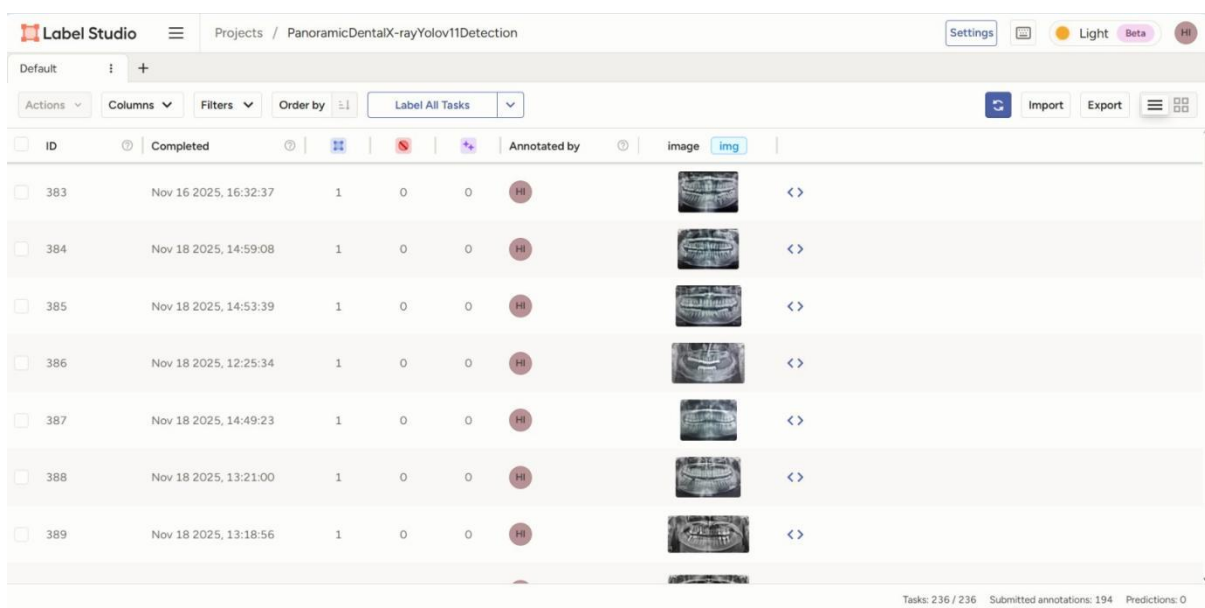 Label Studio Projects / PanoramicDentalX-rayYolov11Detection Settings Light Beta HI
Default +
Actions Columns Filters Order by Label All Tasks Import Export
ID Completed Annotated by image img
383 Nov 16 2025, 16:32:37 1 0 0 HI
384 Nov 18 2025, 14:59:08 1 0 0 HI
385 Nov 18 2025, 14:53:39 1 0 0 HI
386 Nov 18 2025, 12:25:34 1 0 0 HI
387 Nov 18 2025, 14:49:23 1 0 0 HI
388 Nov 18 2025, 13:21:00 1 0 0 HI
389 Nov 18 2025, 13:18:56 1 0 0 HI
Tasks: 236 / 236 Submitted annotations: 194 Predictions: 0